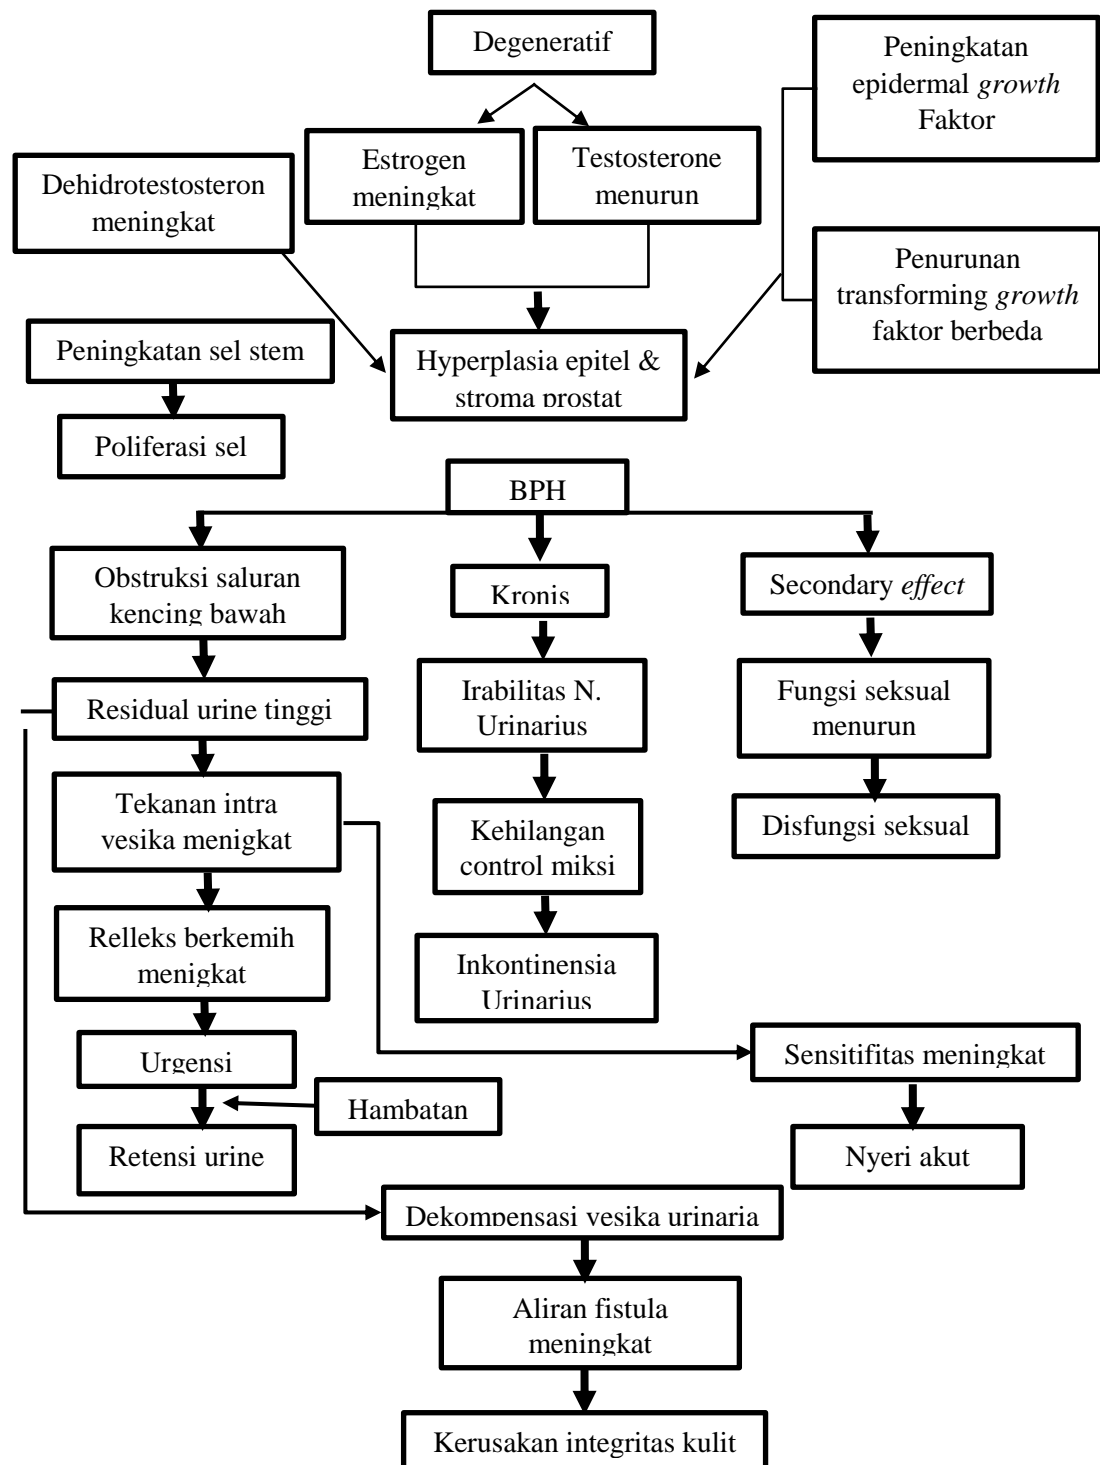 Degeneratif
Peningkatan
epidermal growth
Faktor
Estrogen
meningkat
Testosterone
menurun
Dehidrotestosteron
meningkat
Penurunan
transforming growth
faktor berbeda
Peningkatan sel stem
Hyperplasia epitel &
stroma prostat
Poliferasi sel
BPH
Obstruksi saluran
kencing bawah
Kronis
Secondary effect
Residual urine tinggi
Irabilitas N.
Urinarius
Fungsi seksual
menurun
Tekanan intra
vesika menigkat
Kehilangan
control miksi
Disfungsi seksual
Relleks berkemih
menigkat
Inkontinensia
Urinarius
Urgensi
Sensitifitas meningkat
Hambatan
Retensi urine
Nyeri akut
Dekompensasi vesika urinaria
Aliran fistula
meningkat
Kerusakan integritas kulit